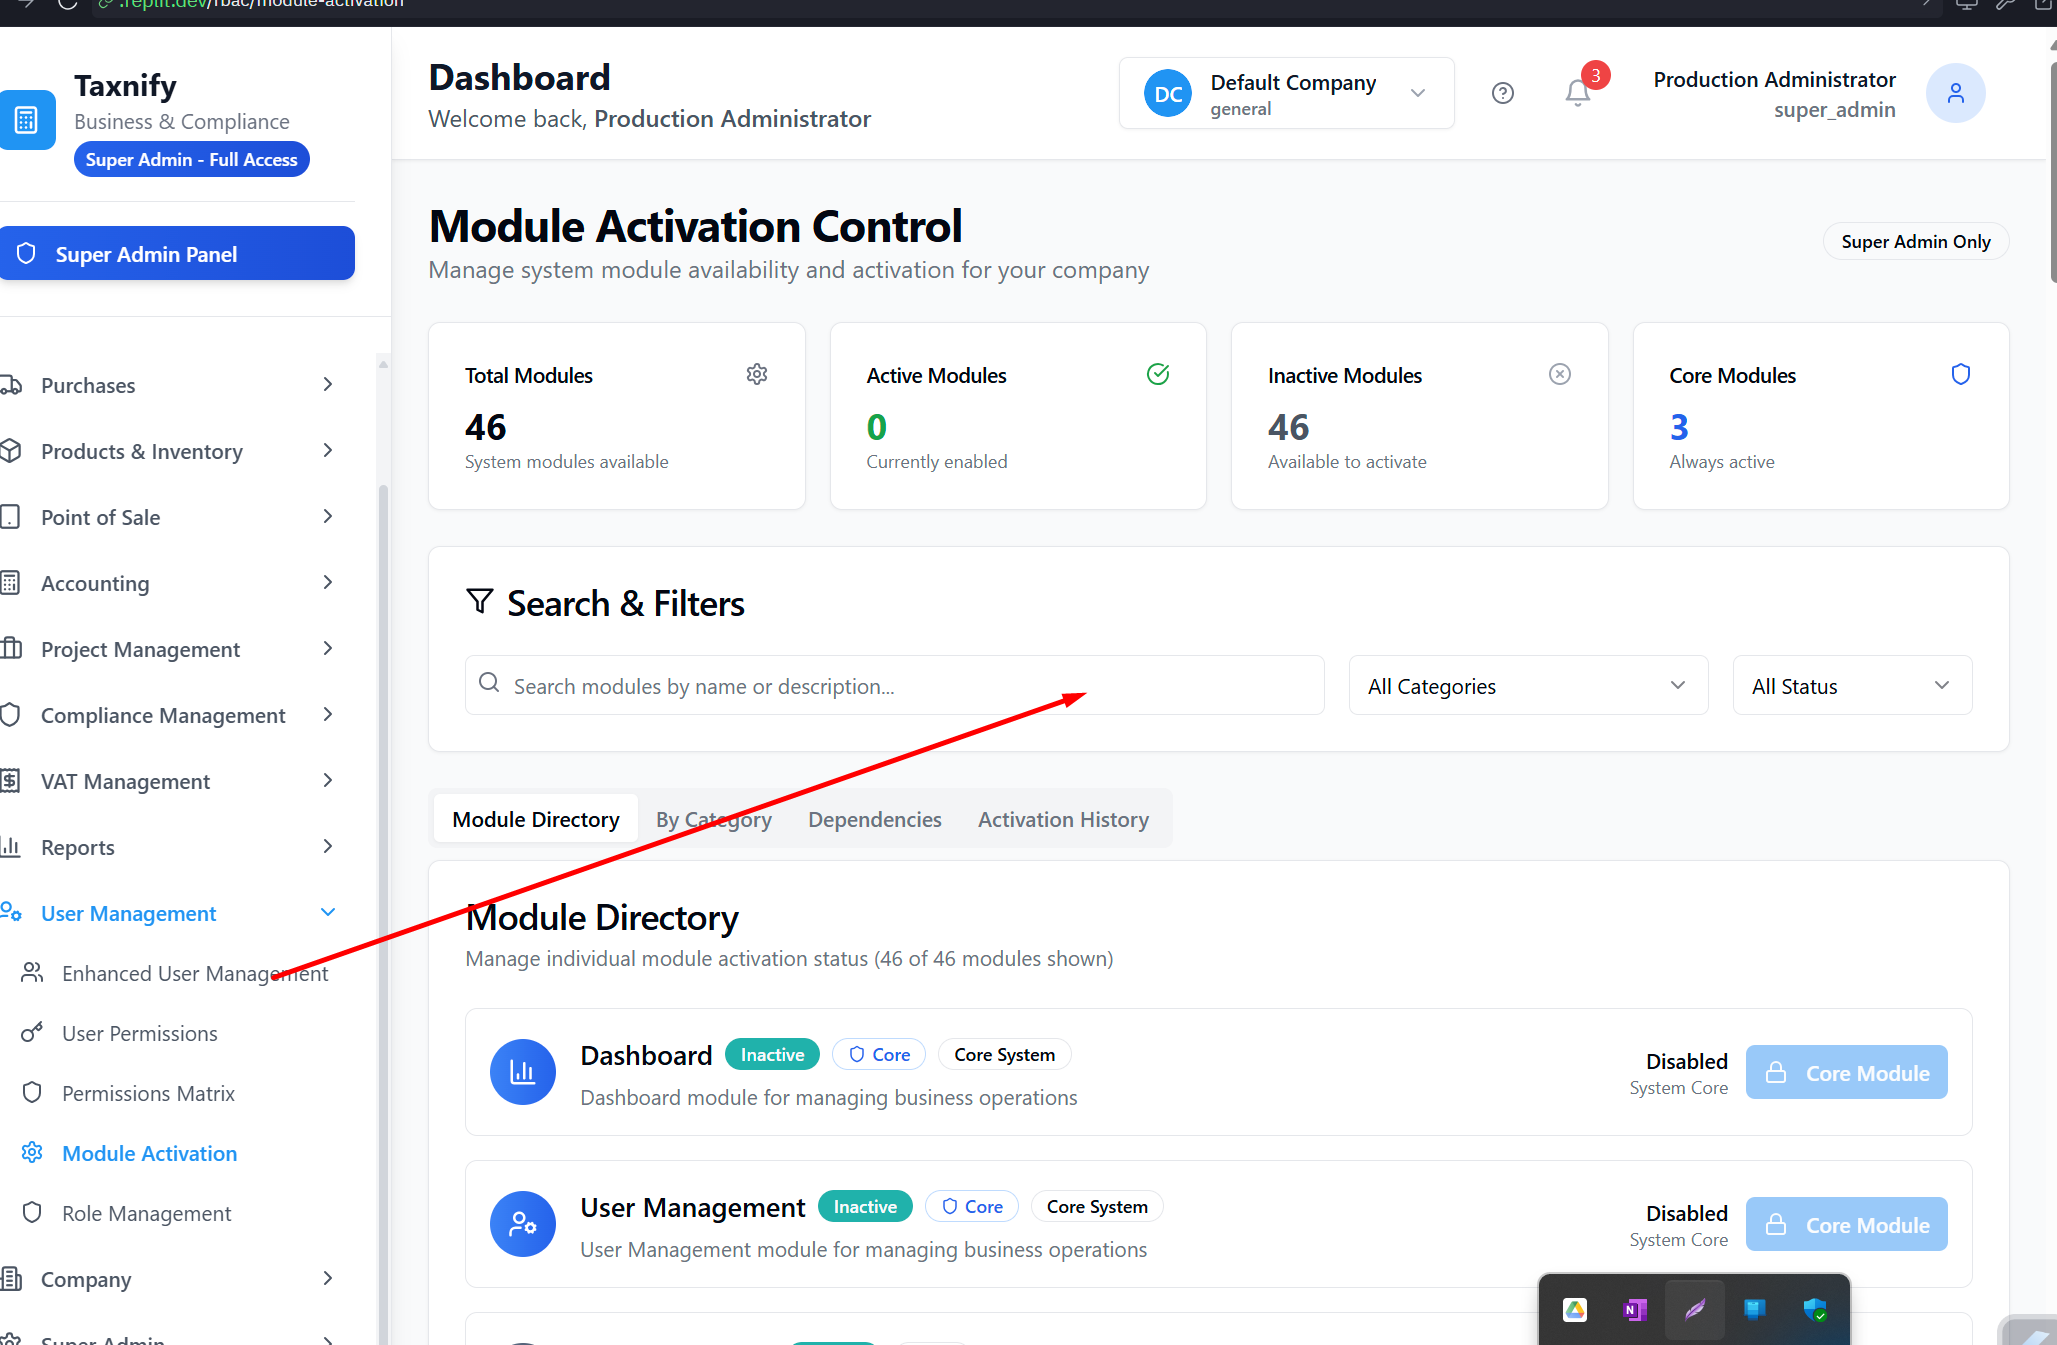 .replit.dev/rbac/module-activation
Taxnify
Business & Compliance
Super Admin - Full Access
Super Admin Panel
Purchases
Products & Inventory
Point of Sale
Accounting
Project Management
Compliance Management
VAT Management
Reports
User Management
Enhanced User Management
User Permissions
Permissions Matrix
Module Activation
Role Management
Company
Super Admin
Dashboard
Welcome back, Production Administrator
DC
Default Company
general
3
Production Administrator
super_admin
Module Activation Control
Manage system module availability and activation for your company
Super Admin Only
Total Modules
46
System modules available
Active Modules
0
Currently enabled
Inactive Modules
46
Available to activate
Core Modules
3
Always active
Search & Filters
Search modules by name or description...
All Categories
All Status
Module Directory
By Category
Dependencies
Activation History
Module Directory
Manage individual module activation status (46 of 46 modules shown)
Dashboard Inactive Core Core System
Dashboard module for managing business operations
Disabled
System Core
Core Module
User Management Inactive Core Core System
User Management module for managing business operations
Disabled
System Core
Core Module
N